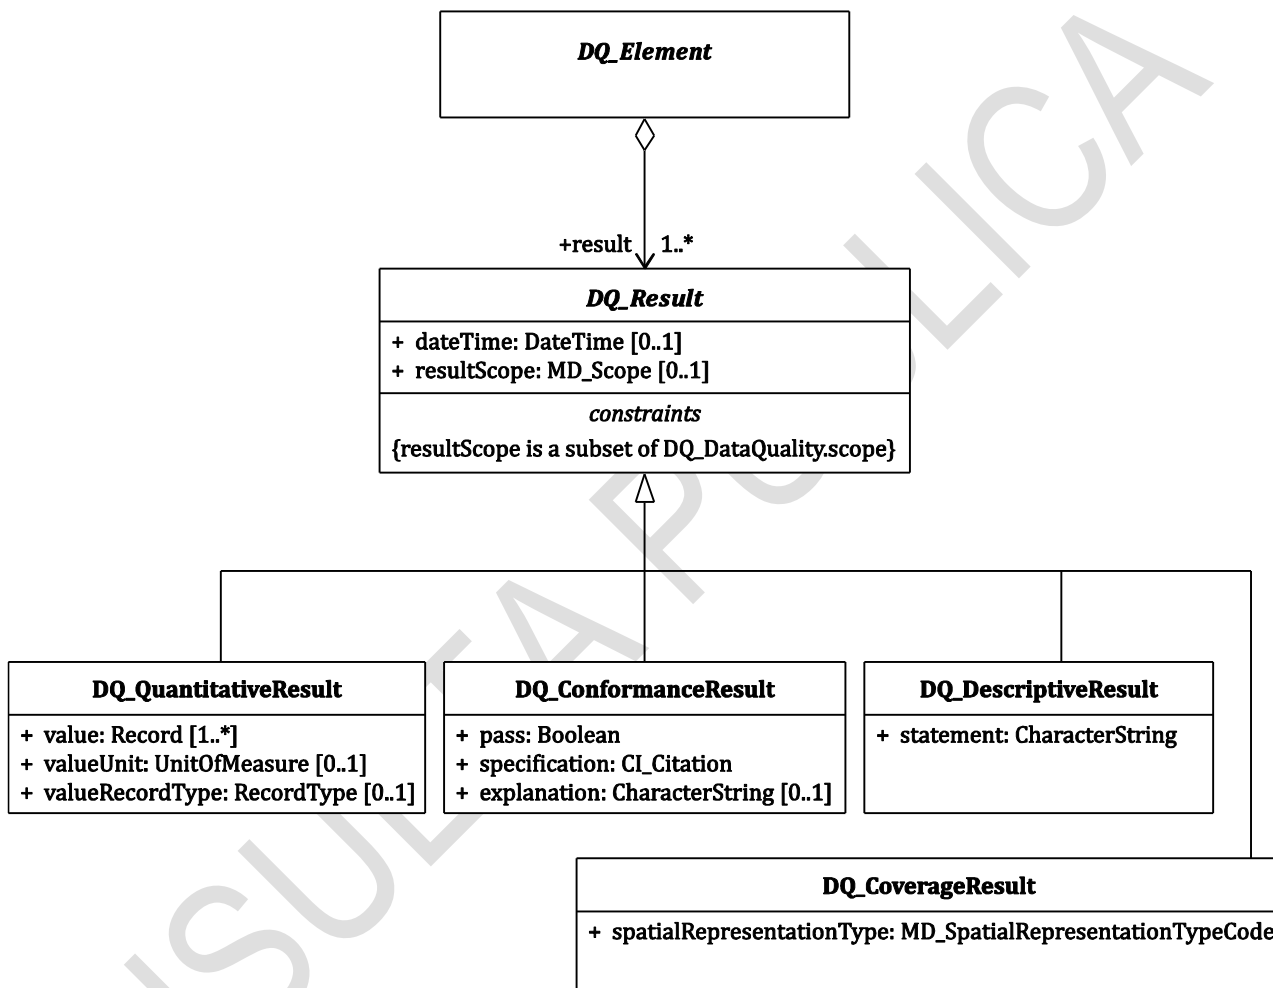 DQ_Element
+result 1..*
DQ_Result
+ dateTime: DateTime [0..1]
+ resultScope: MD_Scope [0..1]
constraints
{resultScope is a subset of DQ_DataQuality.scope}
DQ_QuantitativeResult
+ value: Record [1..*]
+ valueUnit: UnitOfMeasure [0..1]
+ valueRecordType: RecordType [0..1]
DQ_ConformanceResult
+ pass: Boolean
+ specification: CI_Citation
+ explanation: CharacterString [0..1]
DQ_DescriptiveResult
+ statement: CharacterString
DQ_CoverageResult
+ spatialRepresentationType: MD_SpatialRepresentationTypeCode